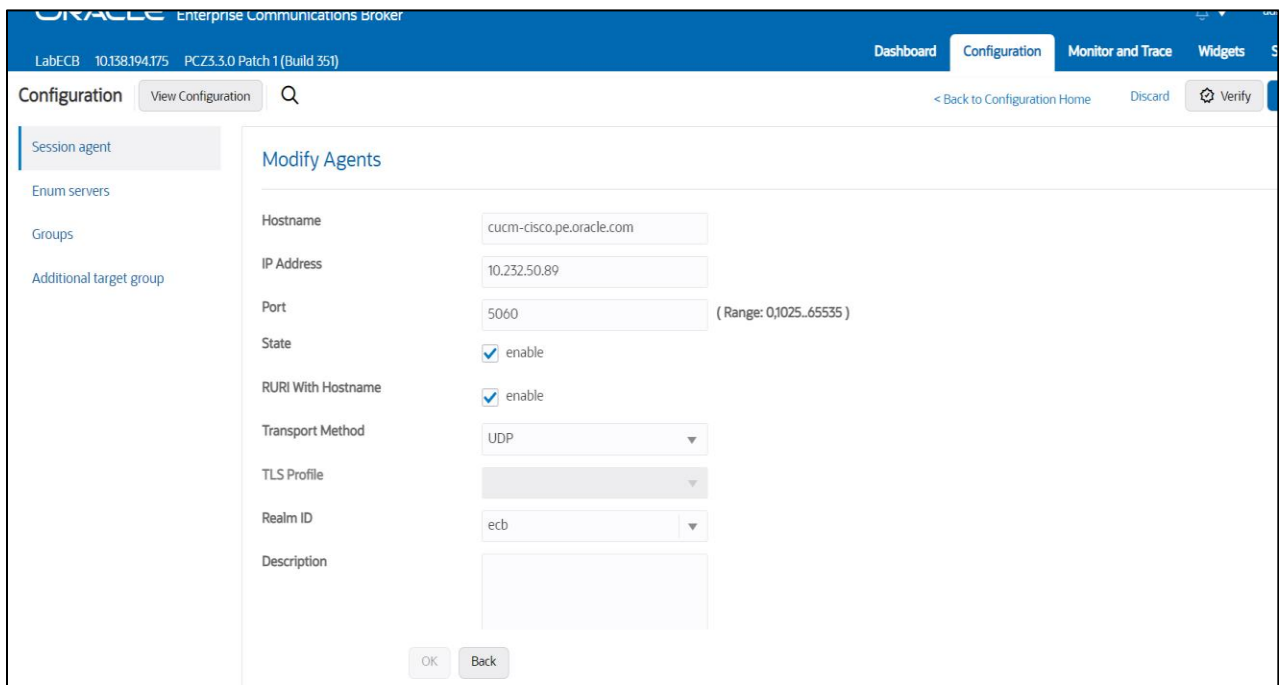 ORACLE Enterprise Communications Broker
LabECB 10.138.194.175 PCZ3.3.0 Patch 1 (Build 351)
Dashboard Configuration Monitor and Trace Widgets
Configuration View Configuration < Back to Configuration Home Discard Verify
Session agent
Enum servers
Groups
Additional target group
Modify Agents
Hostname cucm-cisco.pe.oracle.com
IP Address 10.232.50.89
Port 5060 ( Range: 0,1025..65535 )
State enable
RURI With Hostname enable
Transport Method UDP
TLS Profile
Realm ID ecb
Description
OK Back